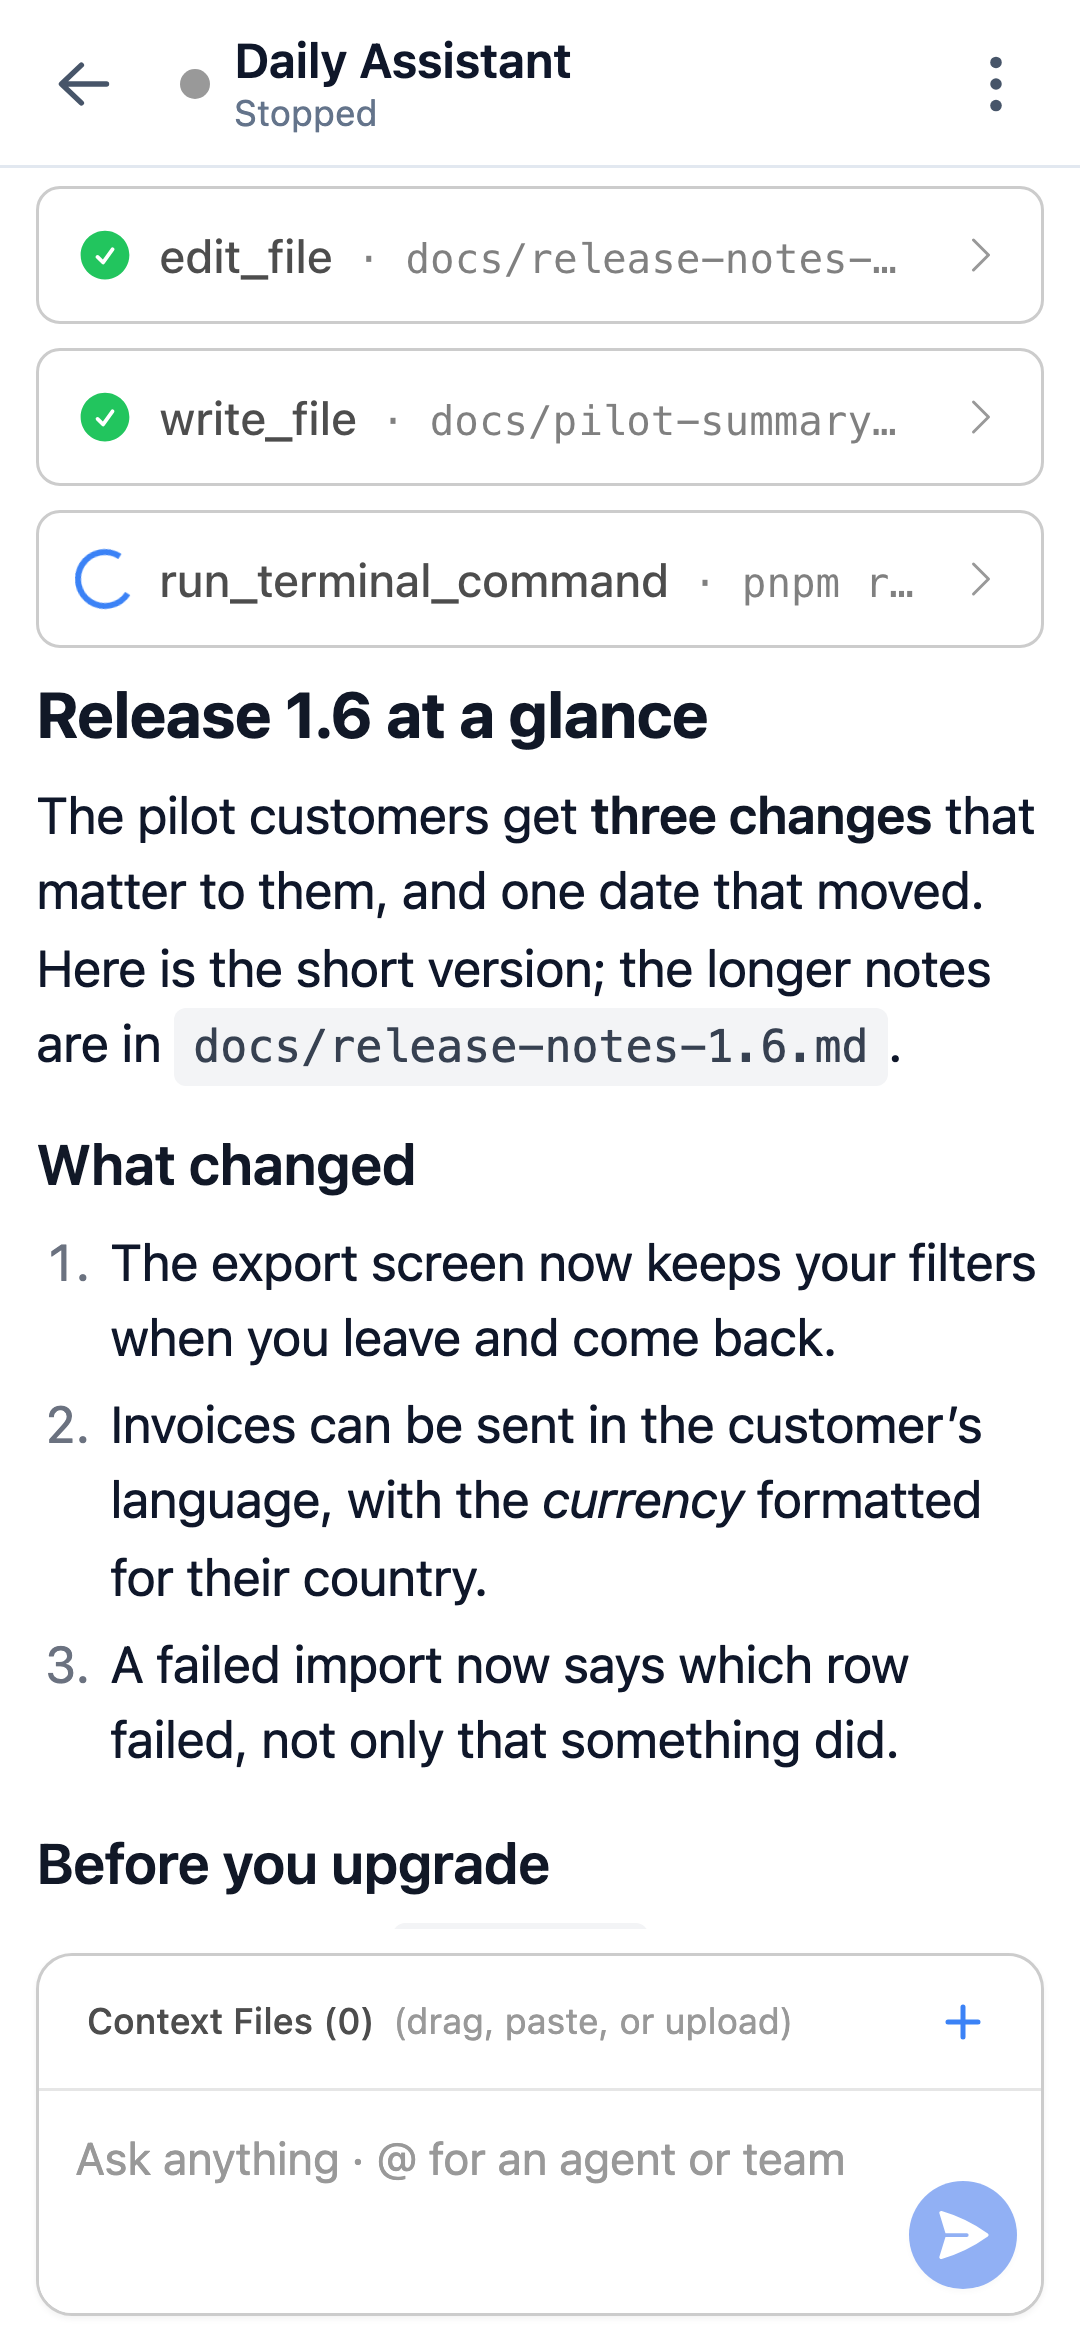 Daily Assistant
Stopped
edit_file · docs/release-notes-…
write_file · docs/pilot-summary…
run_terminal_command · pnpm r…
Release 1.6 at a glance
The pilot customers get three changes that
matter to them, and one date that moved.
Here is the short version; the longer notes
are in docs/release-notes-1.6.md.
What changed
1. The export screen now keeps your filters
when you leave and come back.
2. Invoices can be sent in the customer's
language, with the currency formatted
for their country.
3. A failed import now says which row
failed, not only that something did.
Before you upgrade
Context Files (0) (drag, paste, or upload)
Ask anything · @ for an agent or team